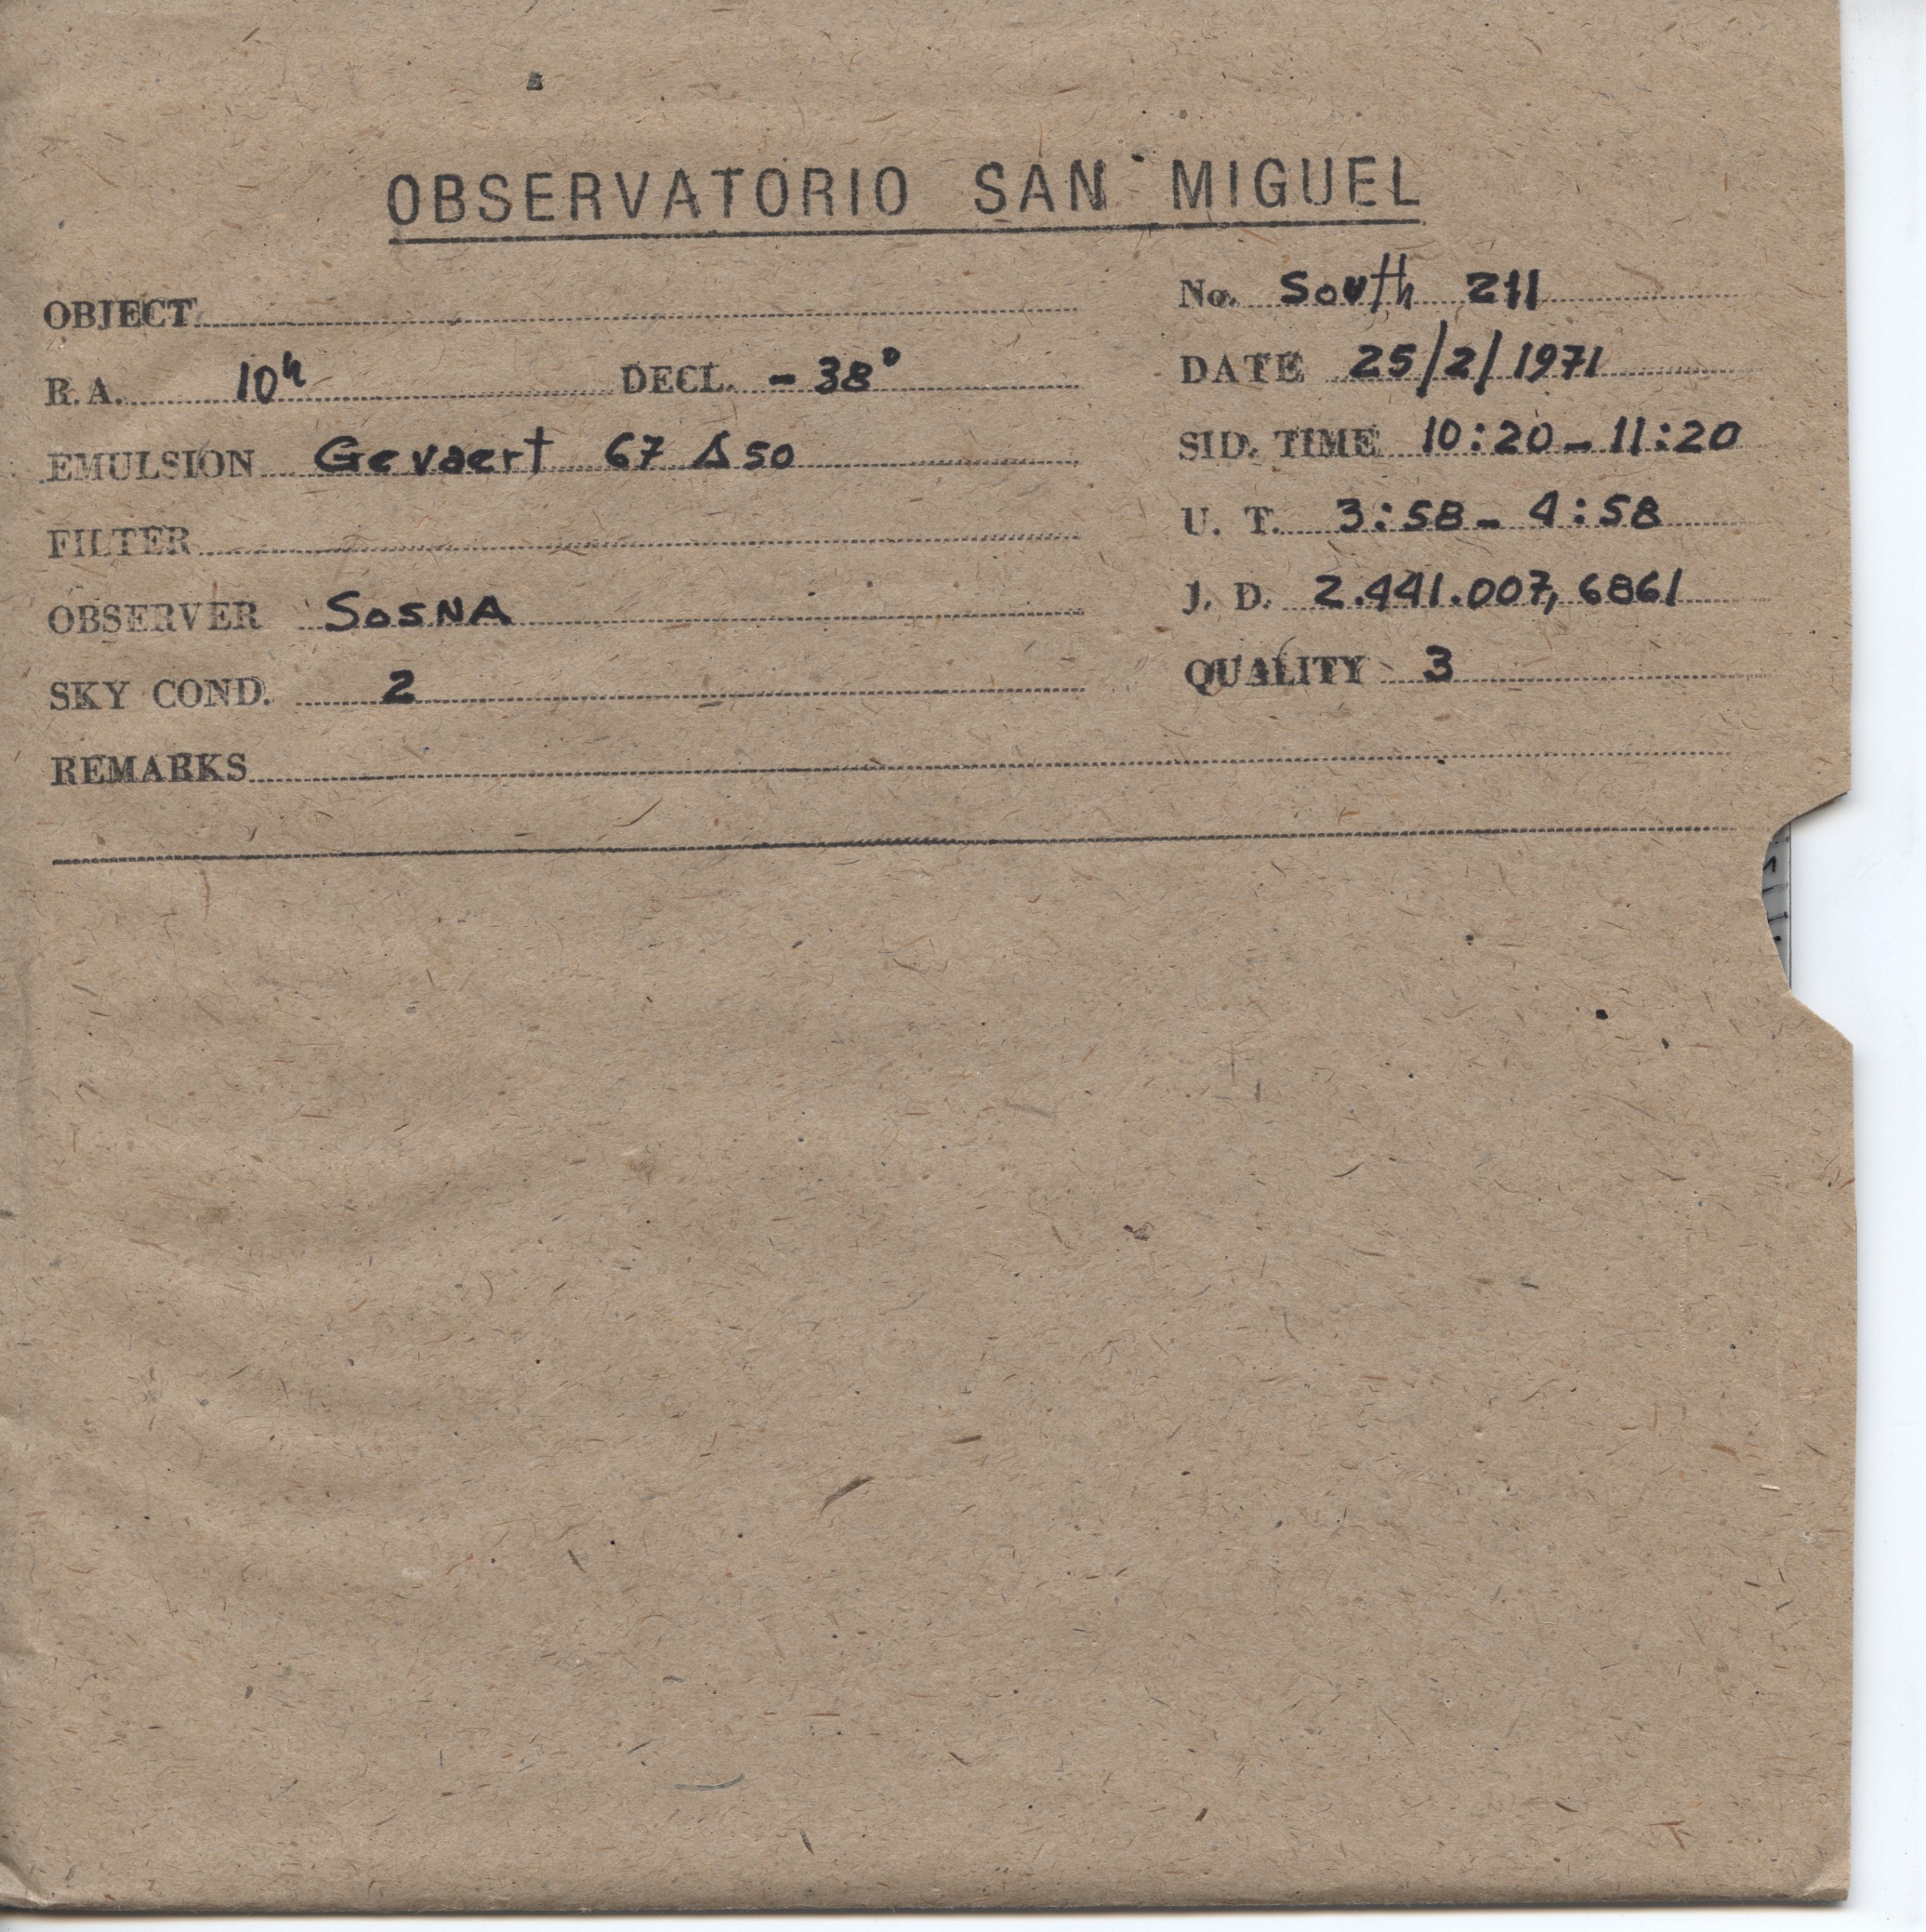 OBSERVATORIO SAN MIGUEL
OBJECT
No. South 211
R.A. 10h DECL. -38°
DATE 25/2/1971
EMULSION Gevaert 67 A50
SID. TIME 10:20-11:20
FILTER
U. T. 3:58-4:58
OBSERVER SosNA
J. D. 2.441.007,6861
SKY COND. 2
QUALITY 3
REMARKS